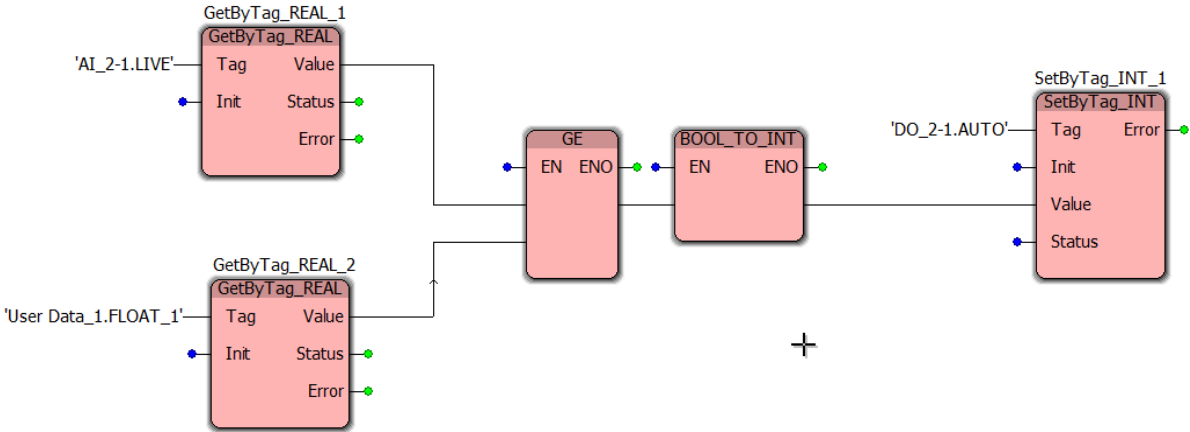 GetByTag_REAL_1
GetByTag_REAL
'AI_2-1.LIVE' Tag Value
Init Status
Error
GetByTag_REAL_2
GetByTag_REAL
'User Data_1.FLOAT_1' Tag Value
Init Status
Error
GE
EN ENO
BOOL_TO_INT
EN ENO
SetByTag_INT_1
SetByTag_INT
'DO_2-1.AUTO' Tag Error
Init
Value
Status